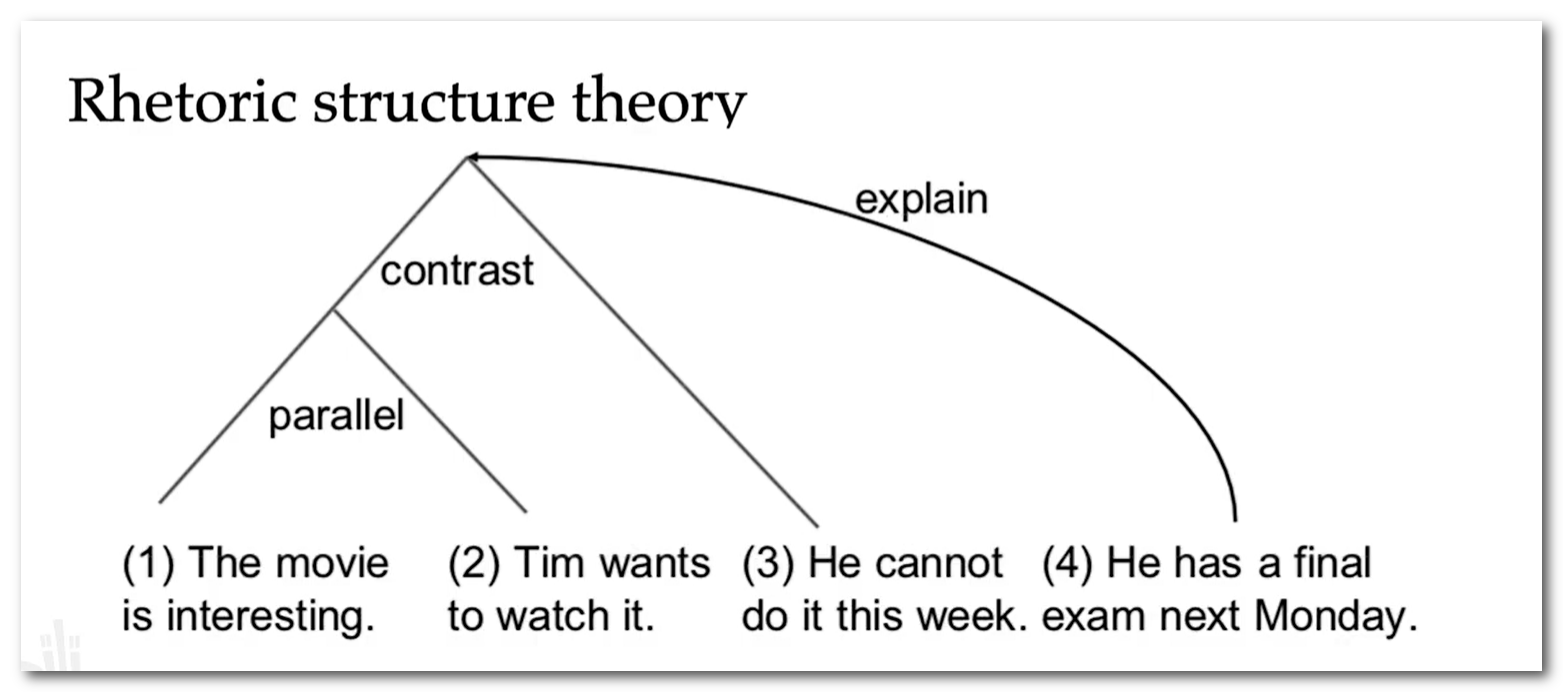 Rhetoric structure theory
explain
contrast
parallel
(1) The movie
is interesting.
(2) Tim wants
to watch it.
(3) He cannot
do it this week.
(4) He has a final
exam next Monday.